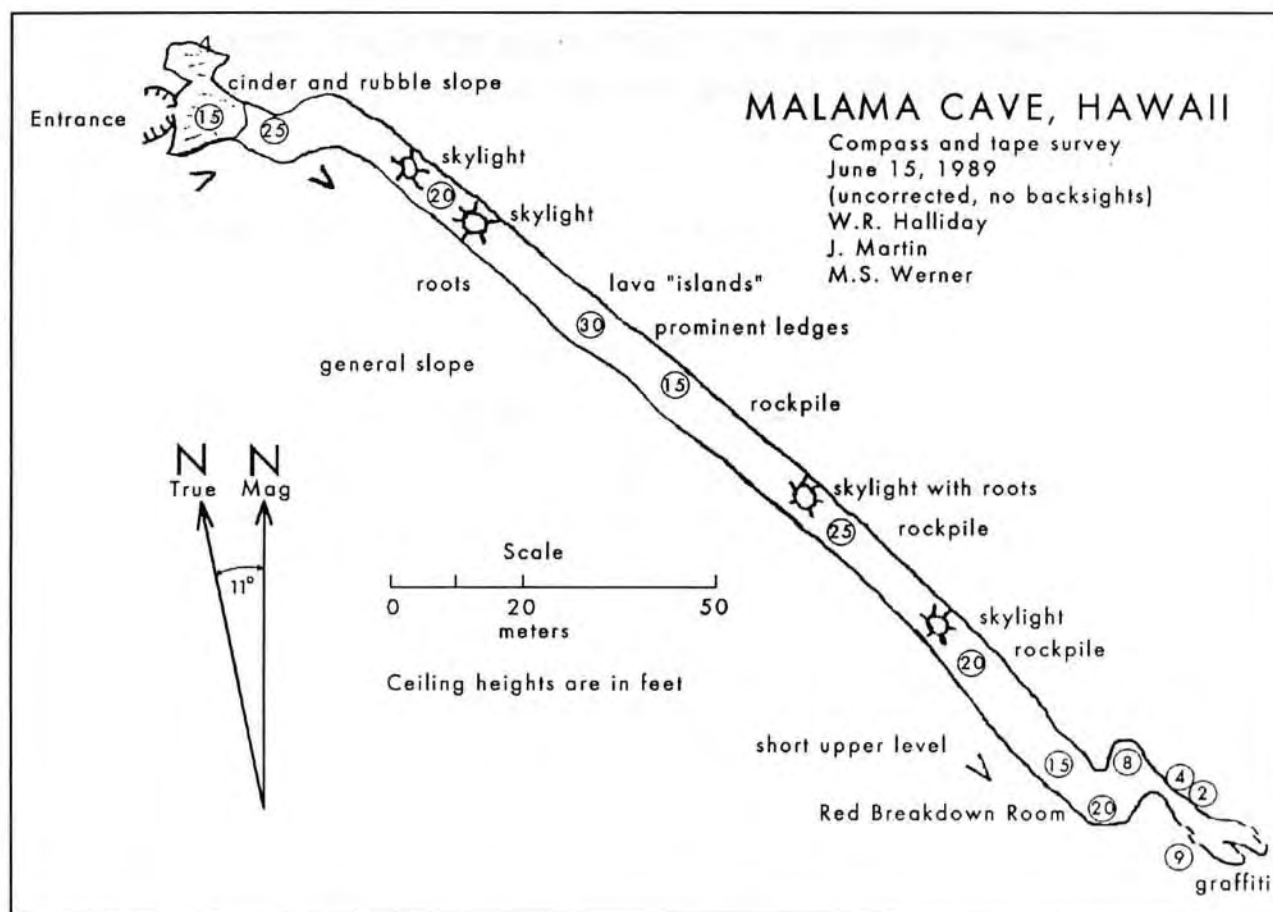 4
cinder and rubble slope
Entrance
15
25
MALAMA CAVE, HAWAII
Compass and tape survey
June 15, 1989
(uncorrected, no backsights)
W.R. Halliday
J. Martin
M.S. Werner
skylight
20
skylight
roots
lava "islands"
30
prominent ledges
general slope
15
rockpile
N
True
N
Mag
11°
skylight with roots
25
rockpile
Scale
0
20
50
meters
Ceiling heights are in feet
skylight
rockpile
20
short upper level
15
8
4
2
Red Breakdown Room
20
9
graffiti